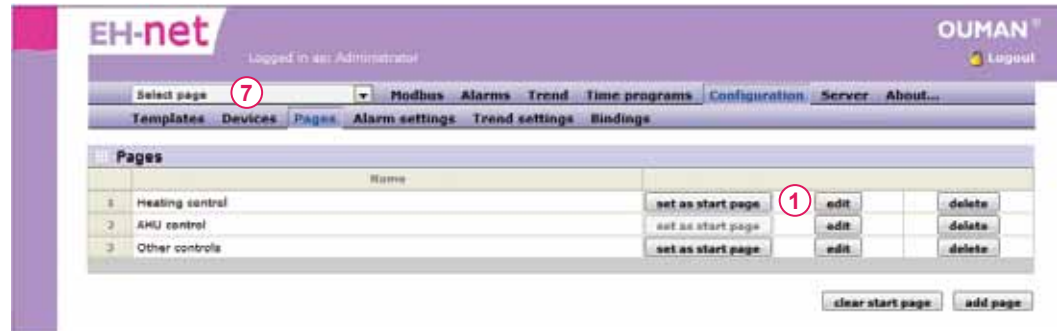 EH-net
OUMAN®
Logged in as: Administrator
Logout
Select page 7 Modbus Alarms Trend Time programs Configuration Server About...
Templates Devices Pages Alarm settings Trend settings Bindings
Pages
Name
1 Heating control set as start page 1 edit delete
2 AHU control set as start page edit delete
3 Other controls set as start page edit delete
clear start page add page